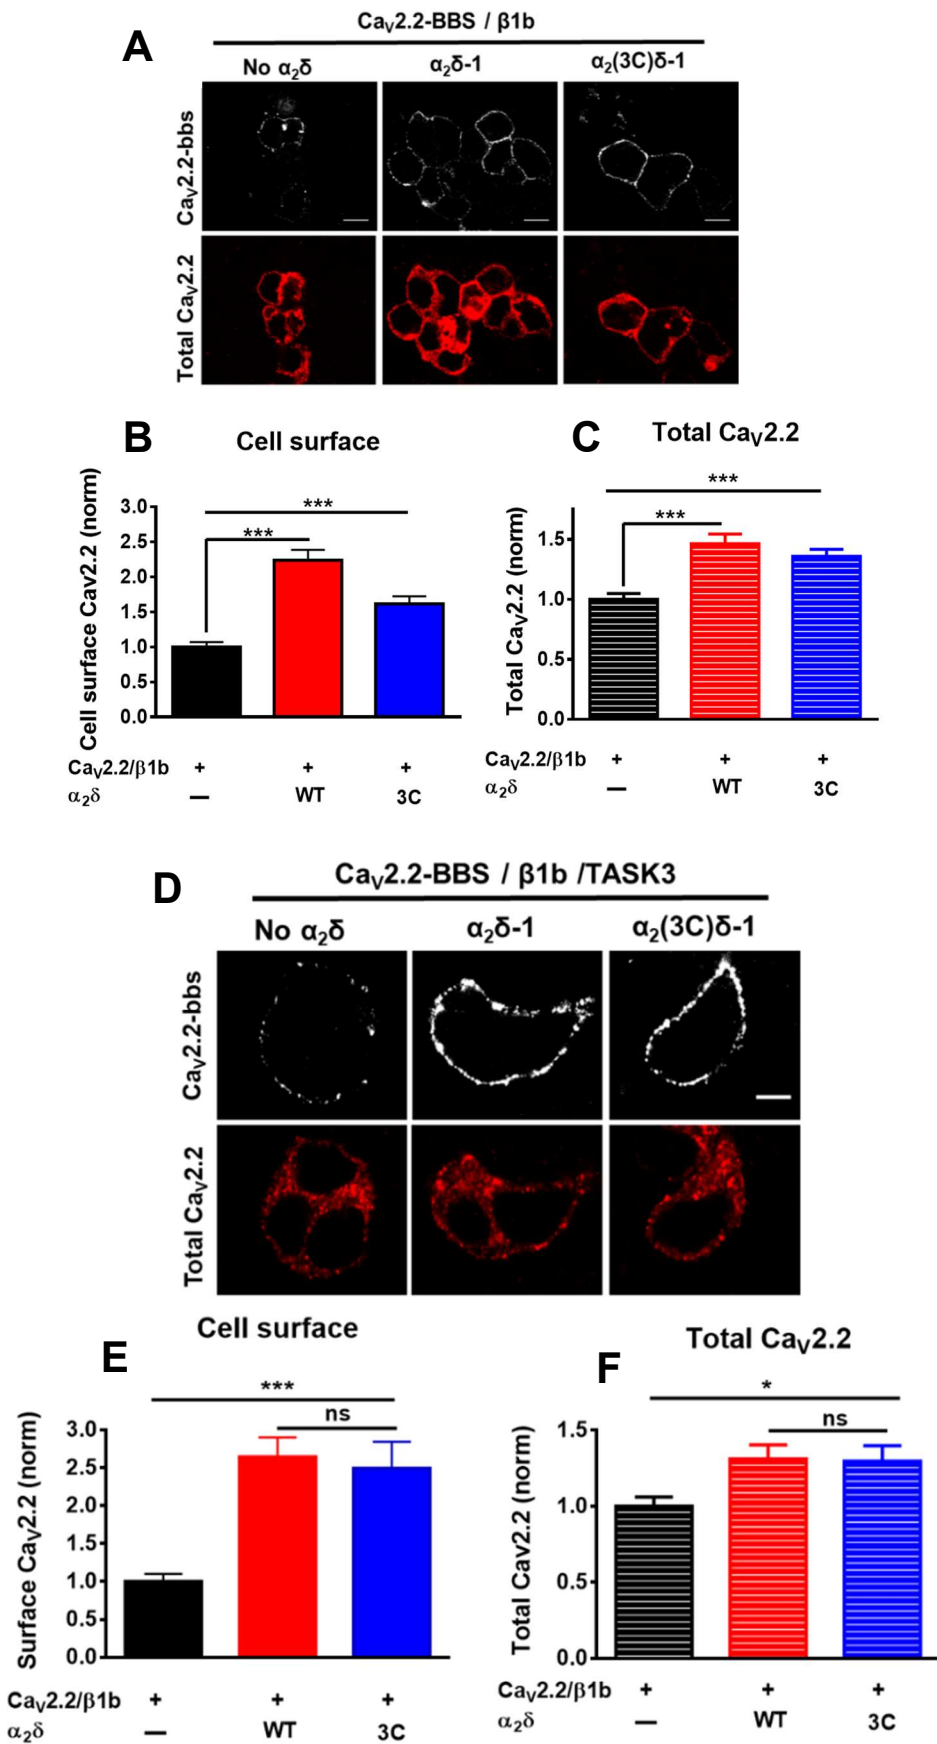 A
Caᵥ2.2-BBS / β1b
No α₂δ
α₂δ-1
α₂(3C)δ-1
Caᵥ2.2-bbs
Total Caᵥ2.2
B
Cell surface
Cell surface Cav2.2 (norm)
3.0
2.5
2.0
1.5
1.0
0.5
0.0
***
***
Caᵥ2.2/β1b + + +
α₂δ — WT 3C
C
Total Caᵥ2.2
Total Caᵥ2.2 (norm)
1.5
1.0
0.5
0.0
***
***
Caᵥ2.2/β1b + + +
α₂δ — WT 3C
D
Caᵥ2.2-BBS / β1b /TASK3
No α₂δ
α₂δ-1
α₂(3C)δ-1
Caᵥ2.2-bbs
Total Caᵥ2.2
E
Cell surface
Surface Caᵥ2.2 (norm)
3.0
2.5
2.0
1.5
1.0
0.5
0.0
***
ns
Caᵥ2.2/β1b + + +
α₂δ — WT 3C
F
Total Caᵥ2.2
Total Cav2.2 (norm)
1.5
1.0
0.5
0.0
*
ns
Caᵥ2.2/β1b + + +
α₂δ — WT 3C